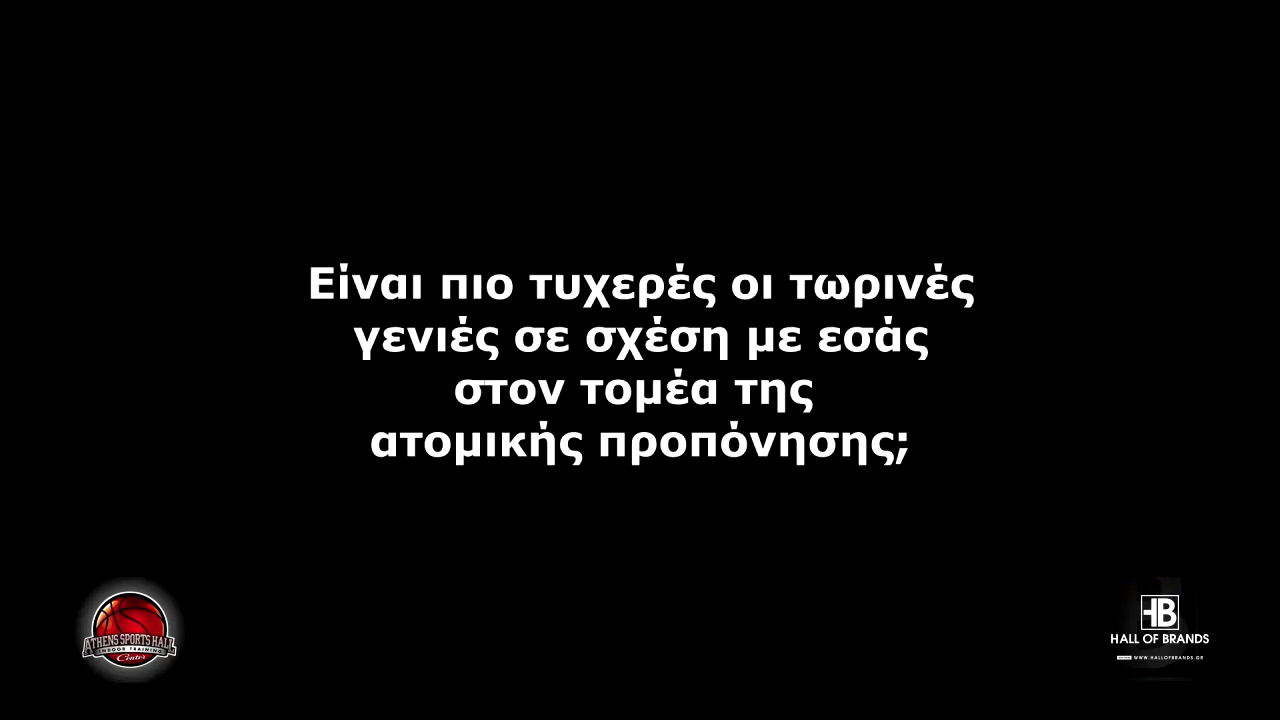 Είναι πιο τυχερές οι τωρινές
γενιές σε σχέση με εσάς
στον τομέα της
ατομικής προπόνησης;
ATHENS SPORTS HALL
INDOOR TRAINING
Center
HB
HALL OF BRANDS
WWW.HALLOFBRANDS.GR